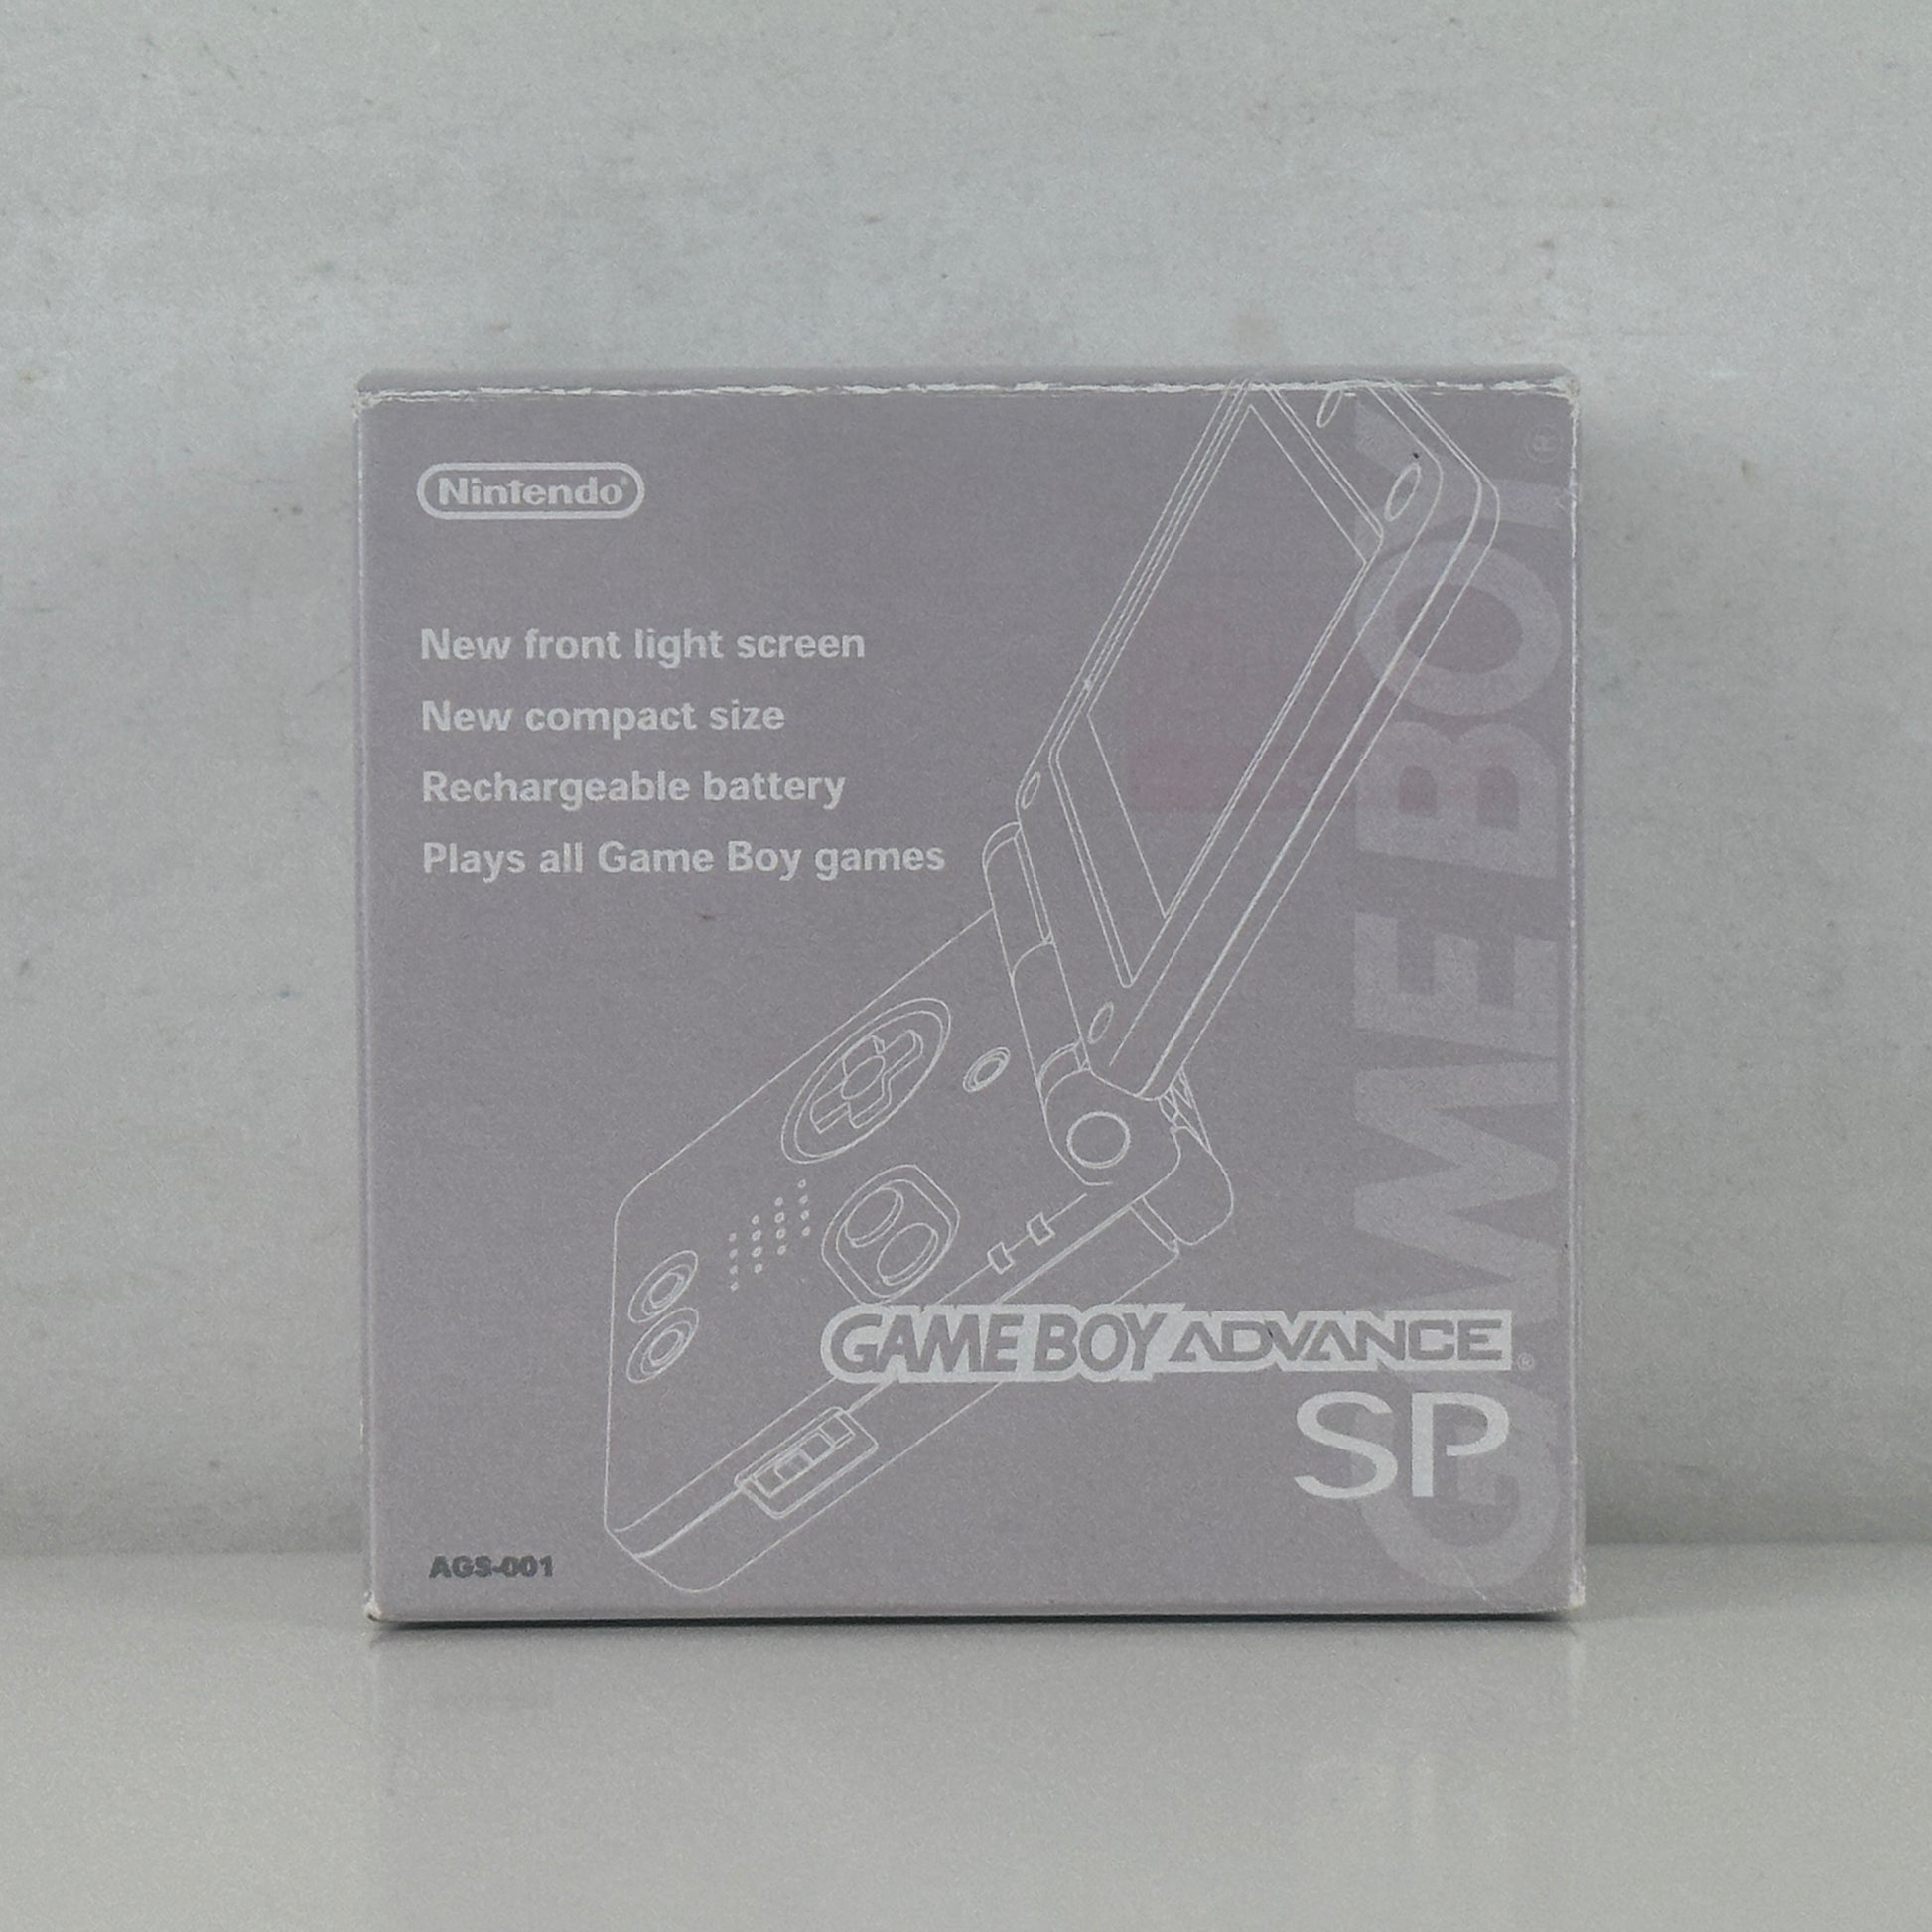 Nintendo®
New front light screen
New compact size
Rechargeable battery
Plays all Game Boy games
GAME BOY®
GAME BOY ADVANCE®
SP
AGS-001